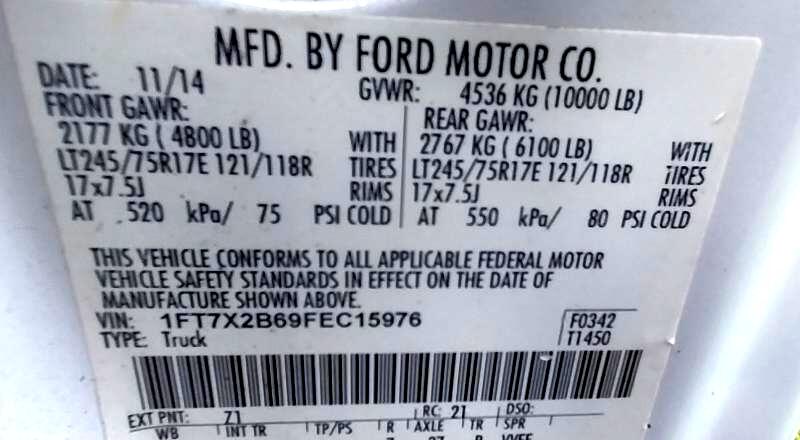 MFD. BY FORD MOTOR CO.
DATE: 11/14 GVWR: 4536 KG (10000 LB)
FRONT GAWR: REAR GAWR:
2177 KG ( 4800 LB) WITH 2767 KG ( 6100 LB) WITH
LT245/75R17E 121/118R TIRES LT245/75R17E 121/118R TIRES
17x7.5J RIMS 17x7.5J RIMS
AT 520 kPa/ 75 PSI COLD AT 550 kPa/ 80 PSI COLD
THIS VEHICLE CONFORMS TO ALL APPLICABLE FEDERAL MOTOR
VEHICLE SAFETY STANDARDS IN EFFECT ON THE DATE OF
MANUFACTURE SHOWN ABOVE.
VIN: 1FT7X2B69FEC15976 F0342
TYPE: Truck T1450
EXT PNT: Z1 RC: 21 DSO:
WB INT TR TP/PS R AXLE TR SPR